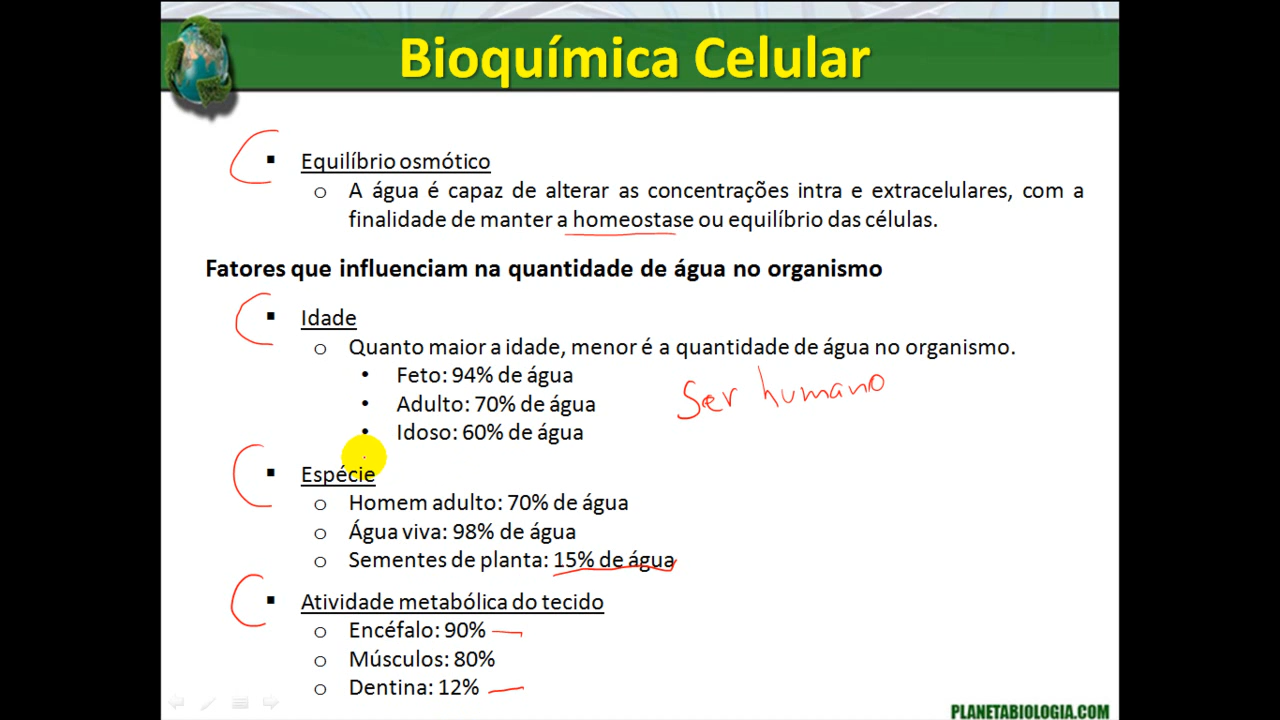 Bioquímica Celular
▪ Equilíbrio osmótico
o A água é capaz de alterar as concentrações intra e extracelulares, com a
finalidade de manter a homeostase ou equilíbrio das células.
Fatores que influenciam na quantidade de água no organismo
▪ Idade
o Quanto maior a idade, menor é a quantidade de água no organismo.
• Feto: 94% de água
• Adulto: 70% de água
Ser humano
• Idoso: 60% de água
▪ Espécie
o Homem adulto: 70% de água
o Água viva: 98% de água
o Sementes de planta: 15% de água
▪ Atividade metabólica do tecido
o Encéfalo: 90%
o Músculos: 80%
o Dentina: 12%
PLANETABIOLOGIA.COM